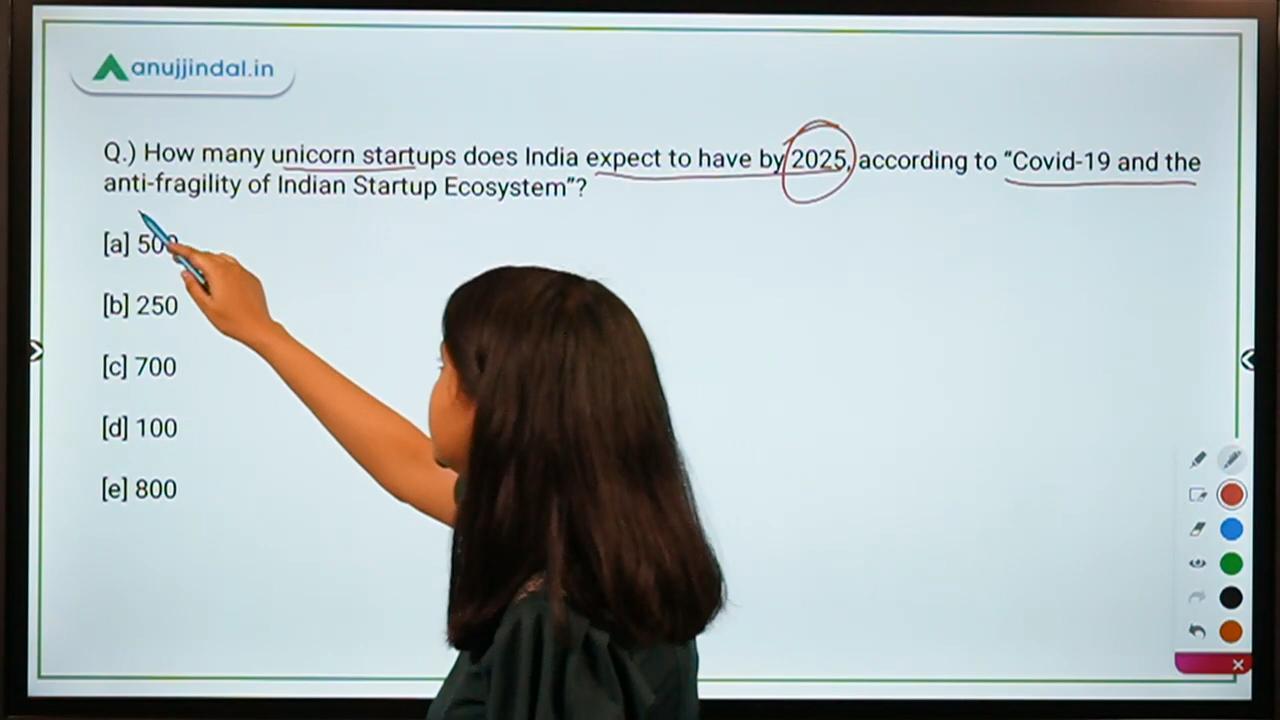 anujjindal.in
Q.) How many unicorn startups does India expect to have by 2025, according to “Covid-19 and the
anti-fragility of Indian Startup Ecosystem”?
[a] 500
[b] 250
[c] 700
[d] 100
[e] 800